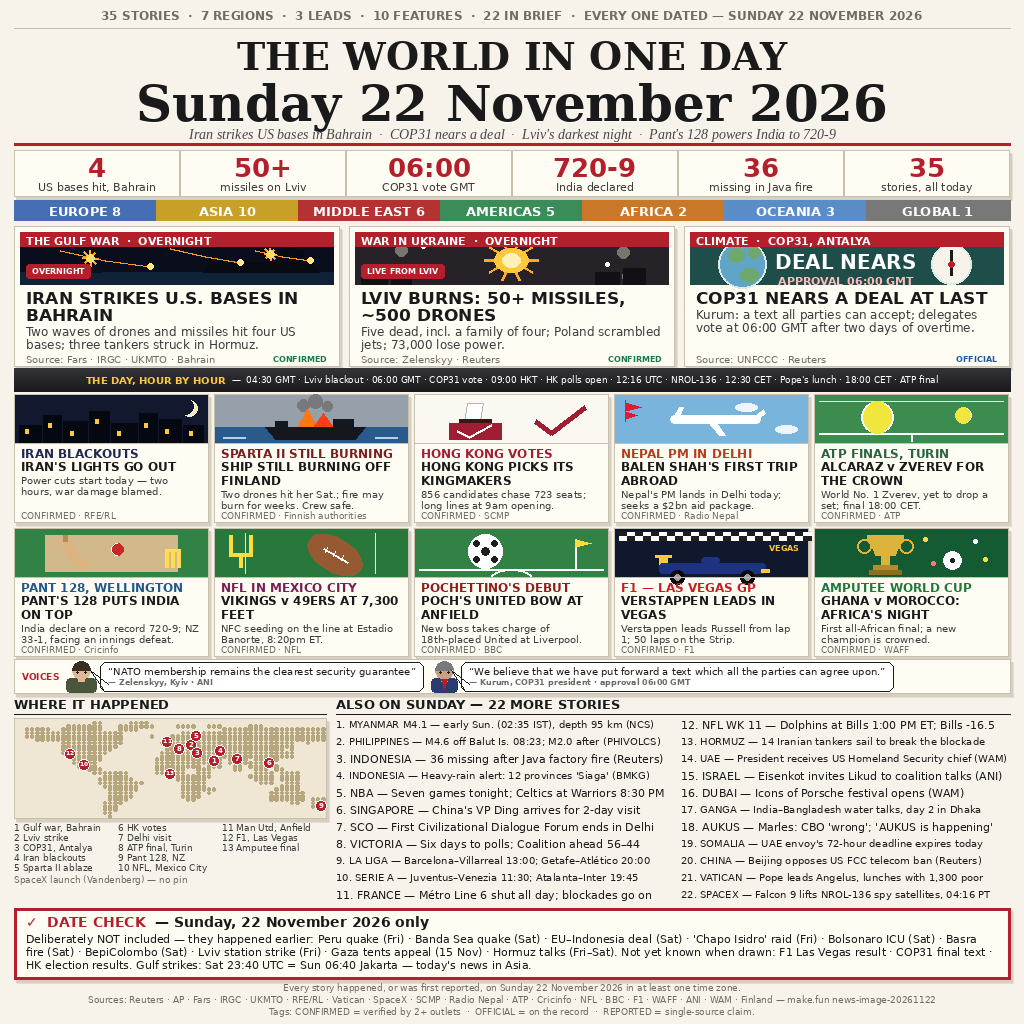 35 STORIES · 7 REGIONS · 3 LEADS · 10 FEATURES · 22 IN BRIEF · EVERY ONE DATED — SUNDAY 22 NOVEMBER 2026
THE WORLD IN ONE DAY
Sunday 22 November 2026
Iran strikes US bases in Bahrain · COP31 nears a deal · Lviv's darkest night · Pant's 128 powers India to 720-9
4
US bases hit, Bahrain
50+
missiles on Lviv
06:00
COP31 vote GMT
720-9
India declared
36
missing in Java fire
35
stories, all today
EUROPE 8
ASIA 10
MIDDLE EAST 6
AMERICAS 5
AFRICA 2
OCEANIA 3
GLOBAL 1
THE GULF WAR · OVERNIGHT
OVERNIGHT
IRAN STRIKES U.S. BASES IN
BAHRAIN
Two waves of drones and missiles hit four US
bases; three tankers struck in Hormuz.
Source: Fars · IRGC · UKMTO · Bahrain
CONFIRMED
WAR IN UKRAINE · OVERNIGHT
LIVE FROM LVIV
LVIV BURNS: 50+ MISSILES,
~500 DRONES
Five dead, incl. a family of four; Poland scrambled
jets; 73,000 lose power.
Source: Zelenskyy · Reuters
CONFIRMED
CLIMATE · COP31, ANTALYA
DEAL NEARS
APPROVAL 06:00 GMT
COP31 NEARS A DEAL AT LAST
Kurum: a text all parties can accept; delegates
vote at 06:00 GMT after two days of overtime.
Source: UNFCCC · Reuters
OFFICIAL
THE DAY, HOUR BY HOUR — 04:30 GMT · Lviv blackout · 06:00 GMT · COP31 vote · 09:00 HKT · HK polls open · 12:16 UTC · NROL-136 · 12:30 CET · Pope's lunch · 18:00 CET · ATP final
IRAN BLACKOUTS
IRAN'S LIGHTS GO OUT
Power cuts start today — two
hours, war damage blamed.
CONFIRMED · RFE/RL
SPARTA II STILL BURNING
SHIP STILL BURNING OFF
FINLAND
Two drones hit her Sat.; fire may
burn for weeks. Crew safe.
CONFIRMED · Finnish authorities
HONG KONG VOTES
HONG KONG PICKS ITS
KINGMAKERS
856 candidates chase 723 seats;
long lines at 9am opening.
CONFIRMED · SCMP
NEPAL PM IN DELHI
BALEN SHAH'S FIRST TRIP
ABROAD
Nepal's PM lands in Delhi today;
seeks a $2bn aid package.
CONFIRMED · Radio Nepal
ATP FINALS, TURIN
ALCARAZ v ZVEREV FOR
THE CROWN
World No. 1 Zverev, yet to drop a
set; final 18:00 CET.
CONFIRMED · ATP
PANT 128, WELLINGTON
PANT'S 128 PUTS INDIA
ON TOP
India declare on a record 720-9; NZ
33-1, facing an innings defeat.
CONFIRMED · Cricinfo
NFL IN MEXICO CITY
VIKINGS v 49ERS AT 7,300
FEET
NFC seeding on the line at Estadio
Banorte, 8:20pm ET.
CONFIRMED · NFL
POCHETTINO'S DEBUT
POCH'S UNITED BOW AT
ANFIELD
New boss takes charge of
18th-placed United at Liverpool.
CONFIRMED · BBC
VEGAS
F1 — LAS VEGAS GP
VERSTAPPEN LEADS IN
VEGAS
Verstappen leads Russell from lap
1; 50 laps on the Strip.
CONFIRMED · F1
AMPUTEE WORLD CUP
GHANA v MOROCCO:
AFRICA'S NIGHT
First all-African final; a new
champion is crowned.
CONFIRMED · WAFF
VOICES
“NATO membership remains the clearest security guarantee”
— Zelenskyy, Kyiv · ANI
“We believe that we have put forward a text which all the parties can agree upon.”
— Kurum, COP31 president · approval 06:00 GMT
WHERE IT HAPPENED
1 Gulf war, Bahrain
2 Lviv strike
3 COP31, Antalya
4 Iran blackouts
5 Sparta II ablaze
6 HK votes
7 Delhi visit
8 ATP final, Turin
9 Pant 128, NZ
10 NFL, Mexico City
11 Man Utd, Anfield
12 F1, Las Vegas
13 Amputee final
SpaceX launch (Vandenberg) — no pin
ALSO ON SUNDAY — 22 MORE STORIES
1. MYANMAR M4.1 — early Sun. (02:35 IST), depth 95 km (NCS)
2. PHILIPPINES — M4.6 off Balut Is. 08:23; M2.0 after (PHIVOLCS)
3. INDONESIA — 36 missing after Java factory fire (Reuters)
4. INDONESIA — Heavy-rain alert: 12 provinces 'Siaga' (BMKG)
5. NBA — Seven games tonight; Celtics at Warriors 8:30 PM
6. SINGAPORE — China's VP Ding arrives for 2-day visit
7. SCO — First Civilizational Dialogue Forum ends in Delhi
8. VICTORIA — Six days to polls; Coalition ahead 56–44
9. LA LIGA — Barcelona–Villarreal 13:00; Getafe–Atlético 20:00
10. SERIE A — Juventus–Venezia 11:30; Atalanta–Inter 19:45
11. FRANCE — Métro Line 6 shut all day; blockades go on
12. NFL WK 11 — Dolphins at Bills 1:00 PM ET; Bills -16.5
13. HORMUZ — 14 Iranian tankers sail to break the blockade
14. UAE — President receives US Homeland Security chief (WAM)
15. ISRAEL — Eisenkot invites Likud to coalition talks (ANI)
16. DUBAI — Icons of Porsche festival opens (WAM)
17. GANGA — India–Bangladesh water talks, day 2 in Dhaka
18. AUKUS — Marles: CBO 'wrong'; 'AUKUS is happening'
19. SOMALIA — UAE envoy's 72-hour deadline expires today
20. CHINA — Beijing opposes US FCC telecom ban (Reuters)
21. VATICAN — Pope leads Angelus, lunches with 1,300 poor
22. SPACEX — Falcon 9 lifts NROL-136 spy satellites, 04:16 PT
✓ DATE CHECK — Sunday, 22 November 2026 only
Deliberately NOT included — they happened earlier: Peru quake (Fri) · Banda Sea quake (Sat) · EU–Indonesia deal (Sat) · 'Chapo Isidro' raid (Fri) · Bolsonaro ICU (Sat) · Basra
fire (Sat) · BepiColombo (Sat) · Lviv station strike (Fri) · Gaza tents appeal (15 Nov) · Hormuz talks (Fri–Sat). Not yet known when drawn: F1 Las Vegas result · COP31 final text ·
HK election results. Gulf strikes: Sat 23:40 UTC = Sun 06:40 Jakarta — today's news in Asia.
Every story happened, or was first reported, on Sunday 22 November 2026 in at least one time zone.
Sources: Reuters · AP · Fars · IRGC · UKMTO · RFE/RL · Vatican · SpaceX · SCMP · Radio Nepal · ATP · Cricinfo · NFL · BBC · F1 · WAFF · ANI · WAM · Finland — make.fun news-image-20261122
Tags: CONFIRMED = verified by 2+ outlets · OFFICIAL = on the record · REPORTED = single-source claim.